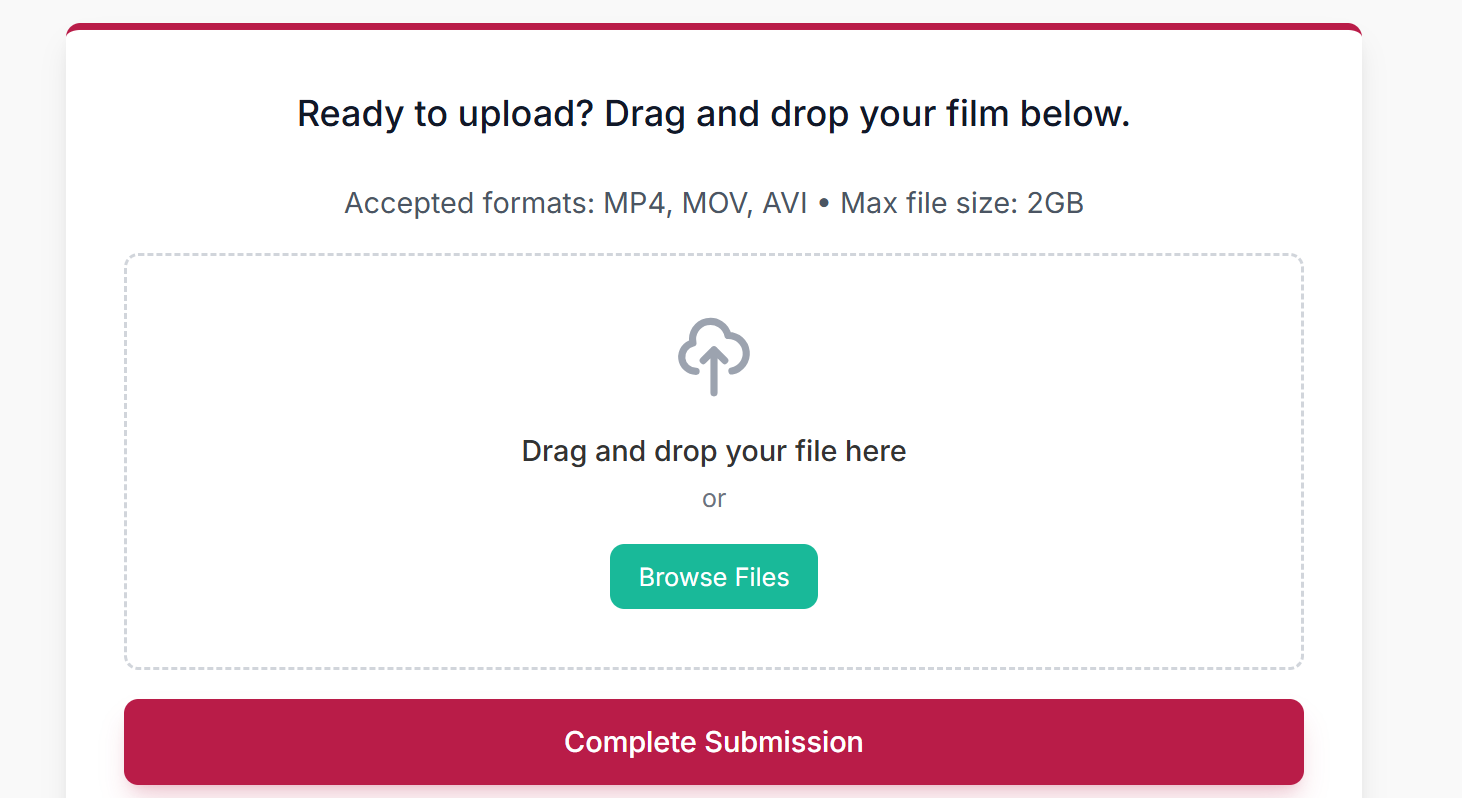 Ready to upload? Drag and drop your film below.
Accepted formats: MP4, MOV, AVI • Max file size: 2GB
Drag and drop your file here
or
Browse Files
Complete Submission